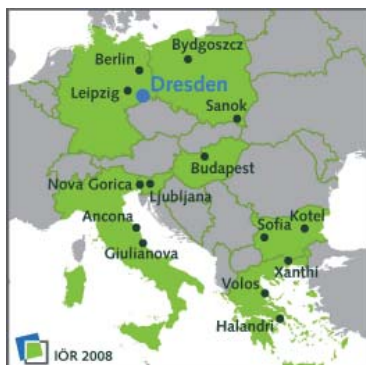 Bydgoszcz
Berlin
Dresden
Leipzig
Sanok
Budapest
Nova Gorica
Ljubljana
Ancona
Kotel
Sofia
Giulianova
Xanthi
Volos
Halandri
IÖR 2008